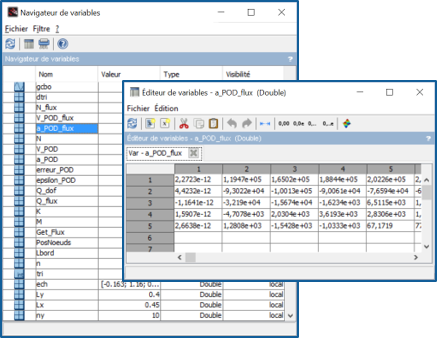 Navigateur de variables
Fichier Filtre ?
Navigateur de variables
Nom Valeur Type Visibilité
gcbo
dtri
N_flux
V_POD_flux
a_POD_flux
N
V_POD
a_POD
erreur_POD
epsilon_POD
Q_dof
Q_flux
K
M
Get_Flux
PosNoeuds
Lbord
n
tri
ech [-0.163; 1.16; 0... Double local
Ly 0.4 Double local
Lx 0.45 Double local
ny 10 Double local
Éditeur de variables - a_POD_flux (Double)
Fichier Édition
0,00 0,0e 0,... 0,..e
Éditeur de variables - a_POD_flux (Double)
Var - a_POD_flux
1 2 3 4 5
1 2,2723e-12 1,1947e+05 1,6502e+05 1,8844e+05 2,0226e+05 2,
2 4,4232e-12 -9,3022e+04 -1,0013e+05 -9,0061e+04 -7,6594e+04 -6
3 -1,1641e-12 -3,219e+04 -1,5674e+04 1,6234e+03 6,5115e+03 1,
4 1,5907e-12 -4,7078e+03 2,0304e+03 3,6193e+03 2,8306e+03 1,
5 2,6638e-12 1,2808e+03 -1,5428e+03 -1,0333e+03 67,1719 77
6
7